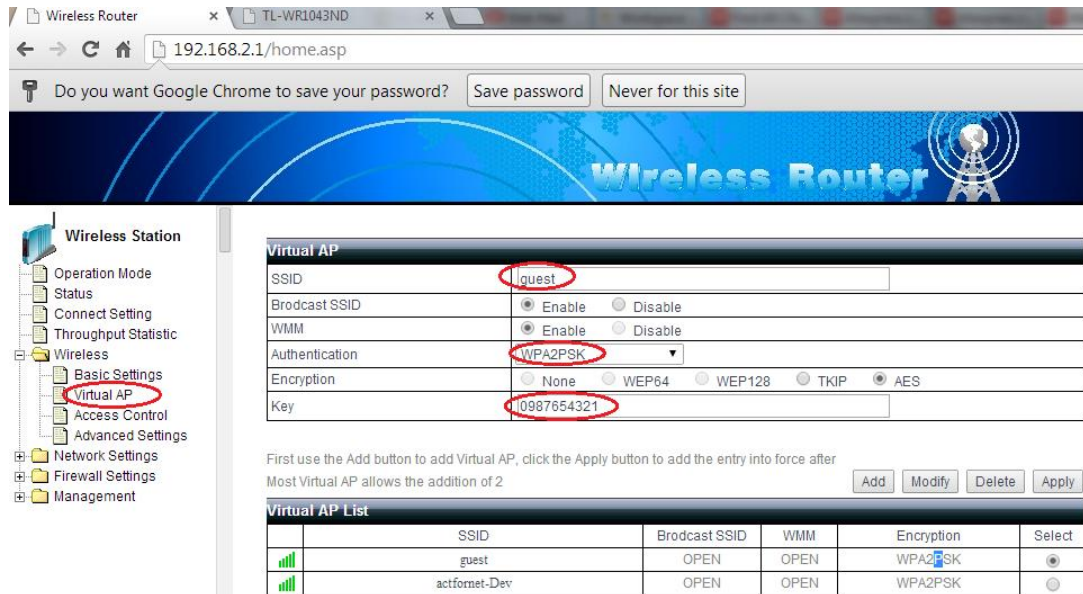 Wireless Router
TL-WR1043ND
192.168.2.1/home.asp
Do you want Google Chrome to save your password? Save password Never for this site
Wireless Router
Wireless Station
Operation Mode
Status
Connect Setting
Throughput Statistic
Wireless
Basic Settings
Virtual AP
Access Control
Advanced Settings
Network Settings
Firewall Settings
Management
Virtual AP
SSID guest
Brodcast SSID Enable Disable
WMM Enable Disable
Authentication WPA2PSK
Encryption None WEP64 WEP128 TKIP AES
Key 0987654321
First use the Add button to add Virtual AP, click the Apply button to add the entry into force after
Most Virtual AP allows the addition of 2
Add Modify Delete Apply
Virtual AP List
SSID Brodcast SSID WMM Encryption Select
guest OPEN OPEN WPA2PSK
actfornet-Dev OPEN OPEN WPA2PSK